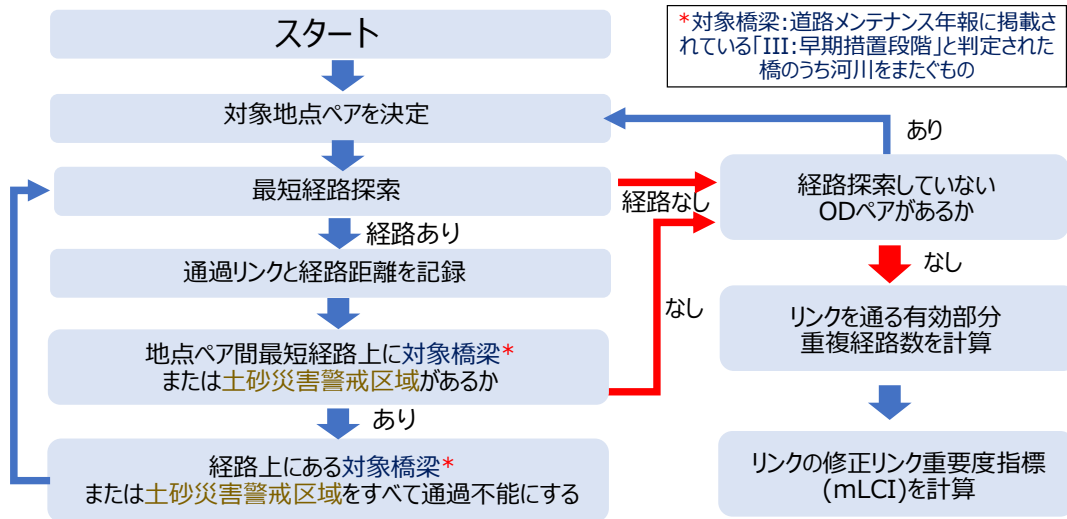 スタート
*対象橋梁:道路メンテナンス年報に掲載さ
れている「III:早期措置段階」と判定された
橋のうち河川をまたぐもの
対象地点ペアを決定
あり
最短経路探索
経路なし
経路探索していない
ODペアがあるか
経路あり
なし
通過リンクと経路距離を記録
なし
リンクを通る有効部分
重複経路数を計算
地点ペア間最短経路上に対象橋梁*
または土砂災害警戒区域があるか
あり
経路上にある対象橋梁*
または土砂災害警戒区域をすべて通過不能にする
リンクの修正リンク重要度指標
(mLCI)を計算